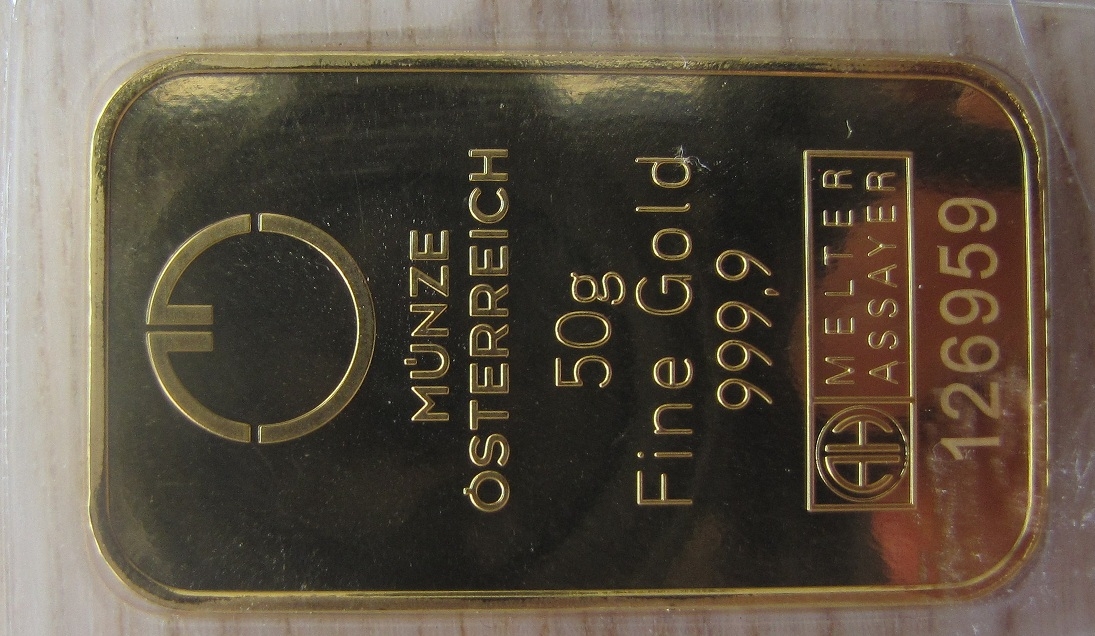 MÜNZE
ÖSTERREICH
50g
Fine Gold
999,9
MELTER
ASSAYER
126959